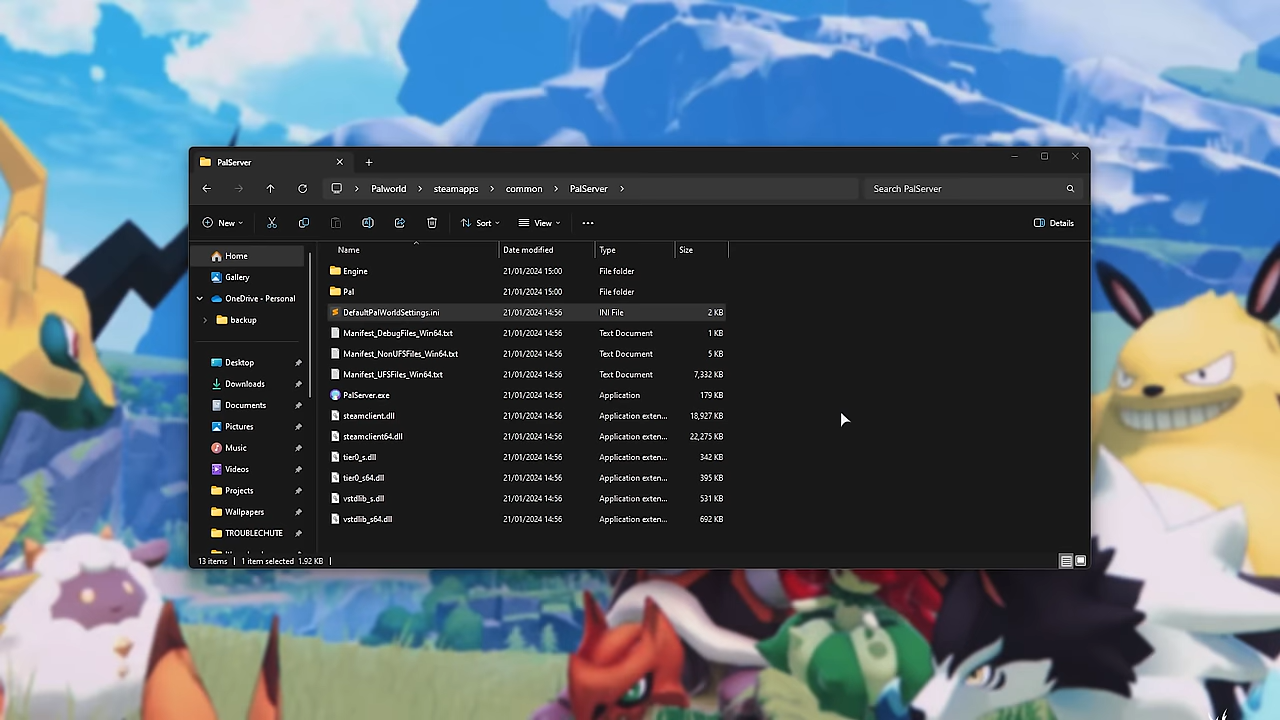 PalServer
Palworld steamapps common PalServer
Search PalServer
New Sort View Details
Name Date modified Type Size
Home
Gallery
OneDrive - Personal
backup
Desktop
Downloads
Documents
Pictures
Music
Videos
Projects
Wallpapers
TROUBLECHUTE
Engine 21/01/2024 15:00 File folder
Pal 21/01/2024 15:00 File folder
DefaultPalWorldSettings.ini 21/01/2024 14:56 INI File 2 KB
Manifest_DebugFiles_Win64.txt 21/01/2024 14:56 Text Document 1 KB
Manifest_NonUFSFiles_Win64.txt 21/01/2024 14:56 Text Document 5 KB
Manifest_UFSFiles_Win64.txt 21/01/2024 14:56 Text Document 7,332 KB
PalServer.exe 21/01/2024 14:56 Application 179 KB
steamclient.dll 21/01/2024 14:56 Application exten... 18,927 KB
steamclient64.dll 21/01/2024 14:56 Application exten... 22,275 KB
tier0_s.dll 21/01/2024 14:56 Application exten... 342 KB
tier0_s64.dll 21/01/2024 14:56 Application exten... 395 KB
vstdlib_s.dll 21/01/2024 14:56 Application exten... 531 KB
vstdlib_s64.dll 21/01/2024 14:56 Application exten... 692 KB
13 items 1 item selected 1.92 KB